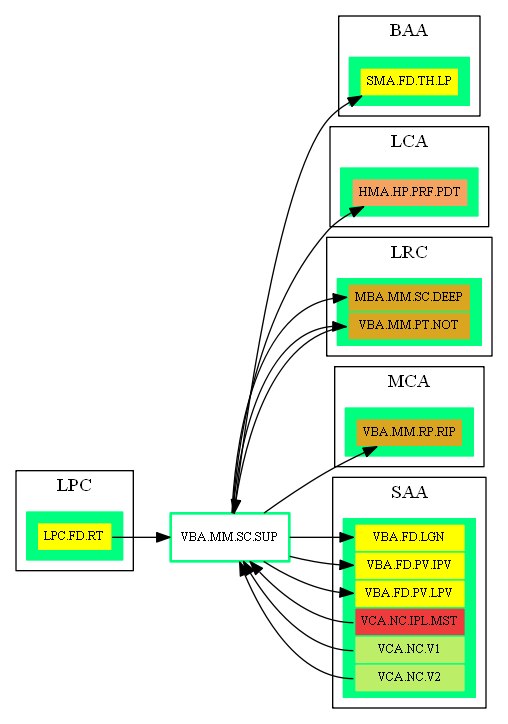 BAA
SMA.FD.TH.LP
LCA
HMA.HP.PRF.PDT
LRC
MBA.MM.SC.DEEP
VBA.MM.PT.NOT
MCA
VBA.MM.RP.RIP
LPC
LPC.FD.RT
VBA.MM.SC.SUP
SAA
VBA.FD.LGN
VBA.FD.PV.IPV
VBA.FD.PV.LPV
VCA.NC.IPL.MST
VCA.NC.V1
VCA.NC.V2